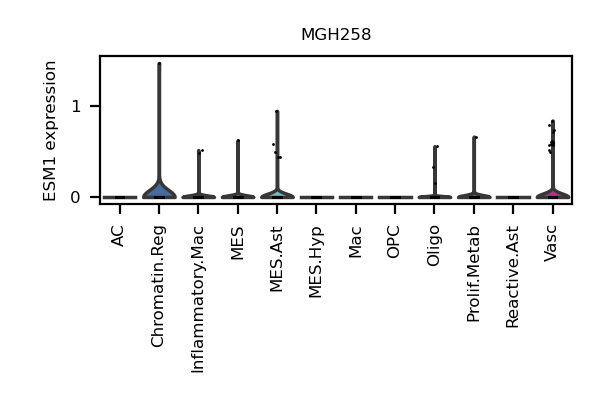 MGH258
ESM1 expression
1
0
AC
Chromatin.Reg
Inflammatory.Mac
MES
MES.Ast
MES.Hyp
Mac
OPC
Oligo
Prolif.Metab
Reactive.Ast
Vasc